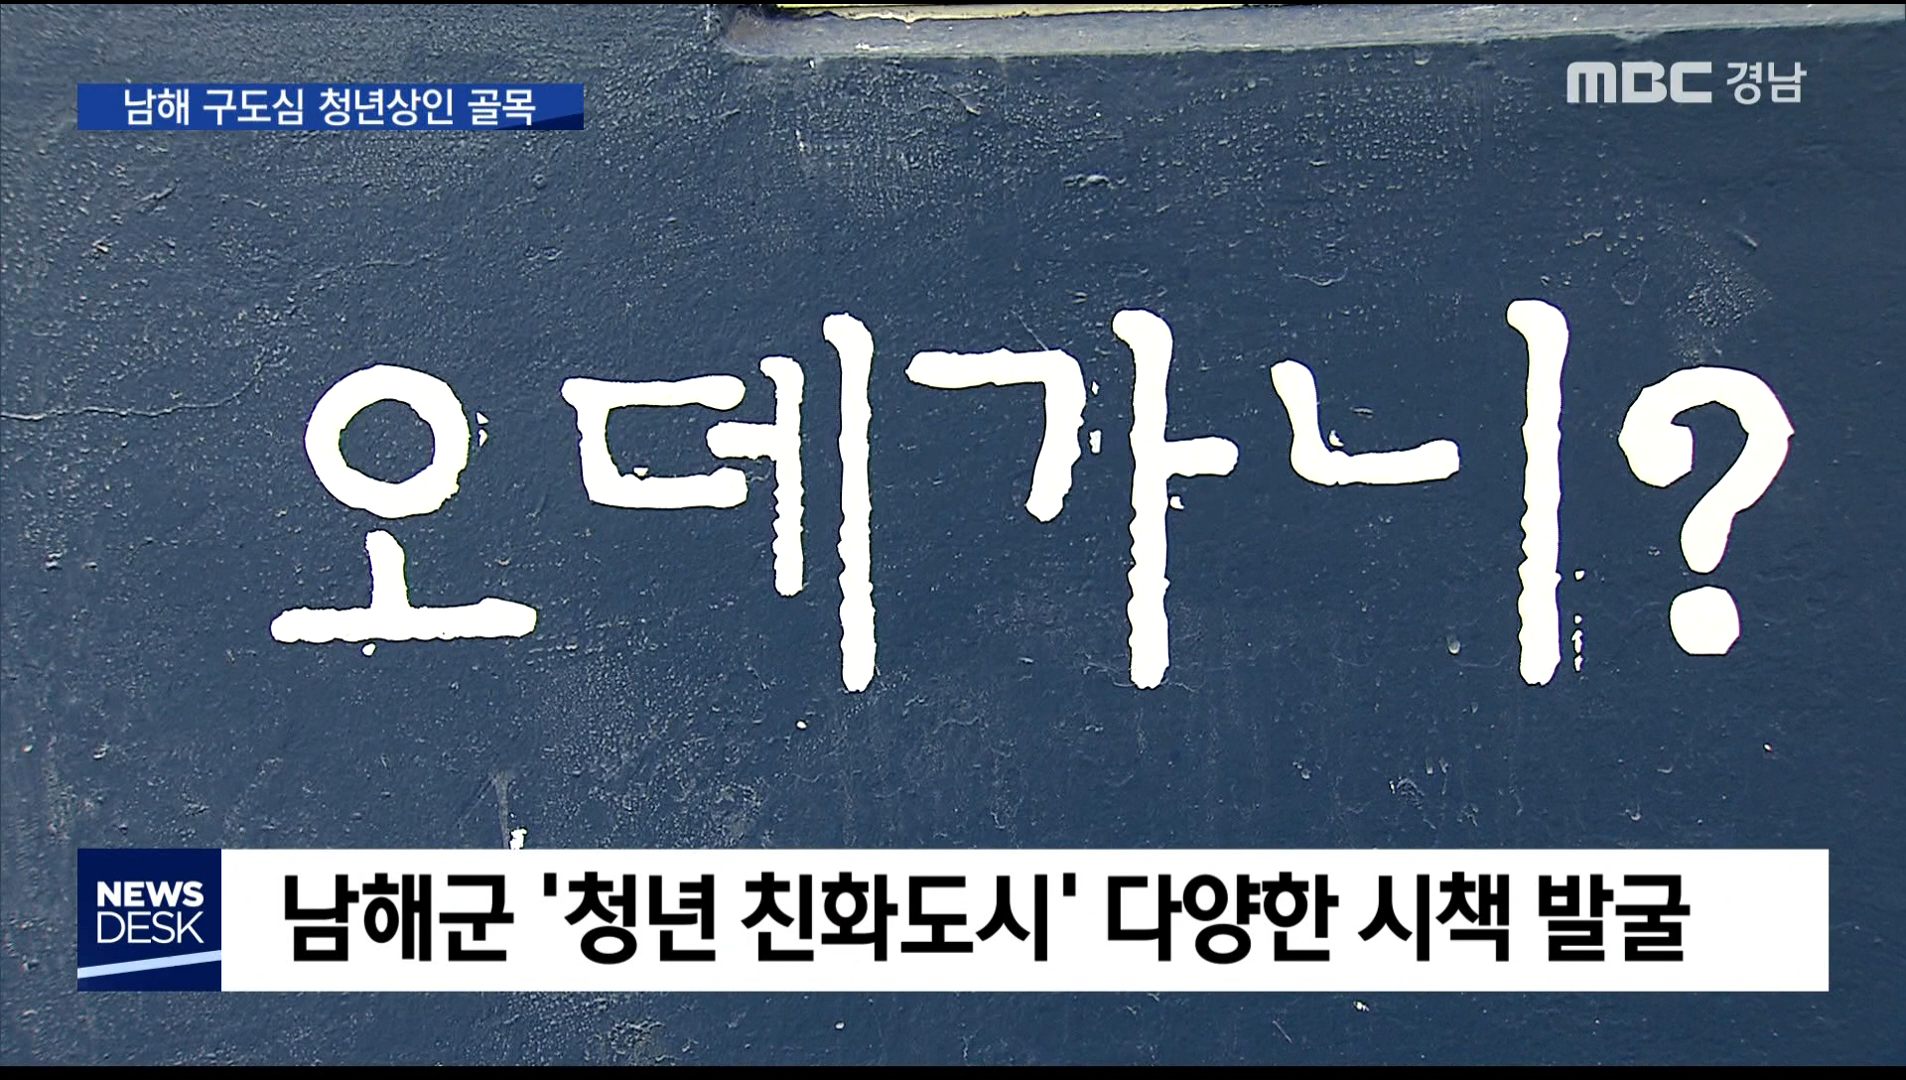 남해 구도심 청년상인 골목
MBC 경남
오데가니?
NEWS
DESK
남해군 '청년 친화도시' 다양한 시책 발굴